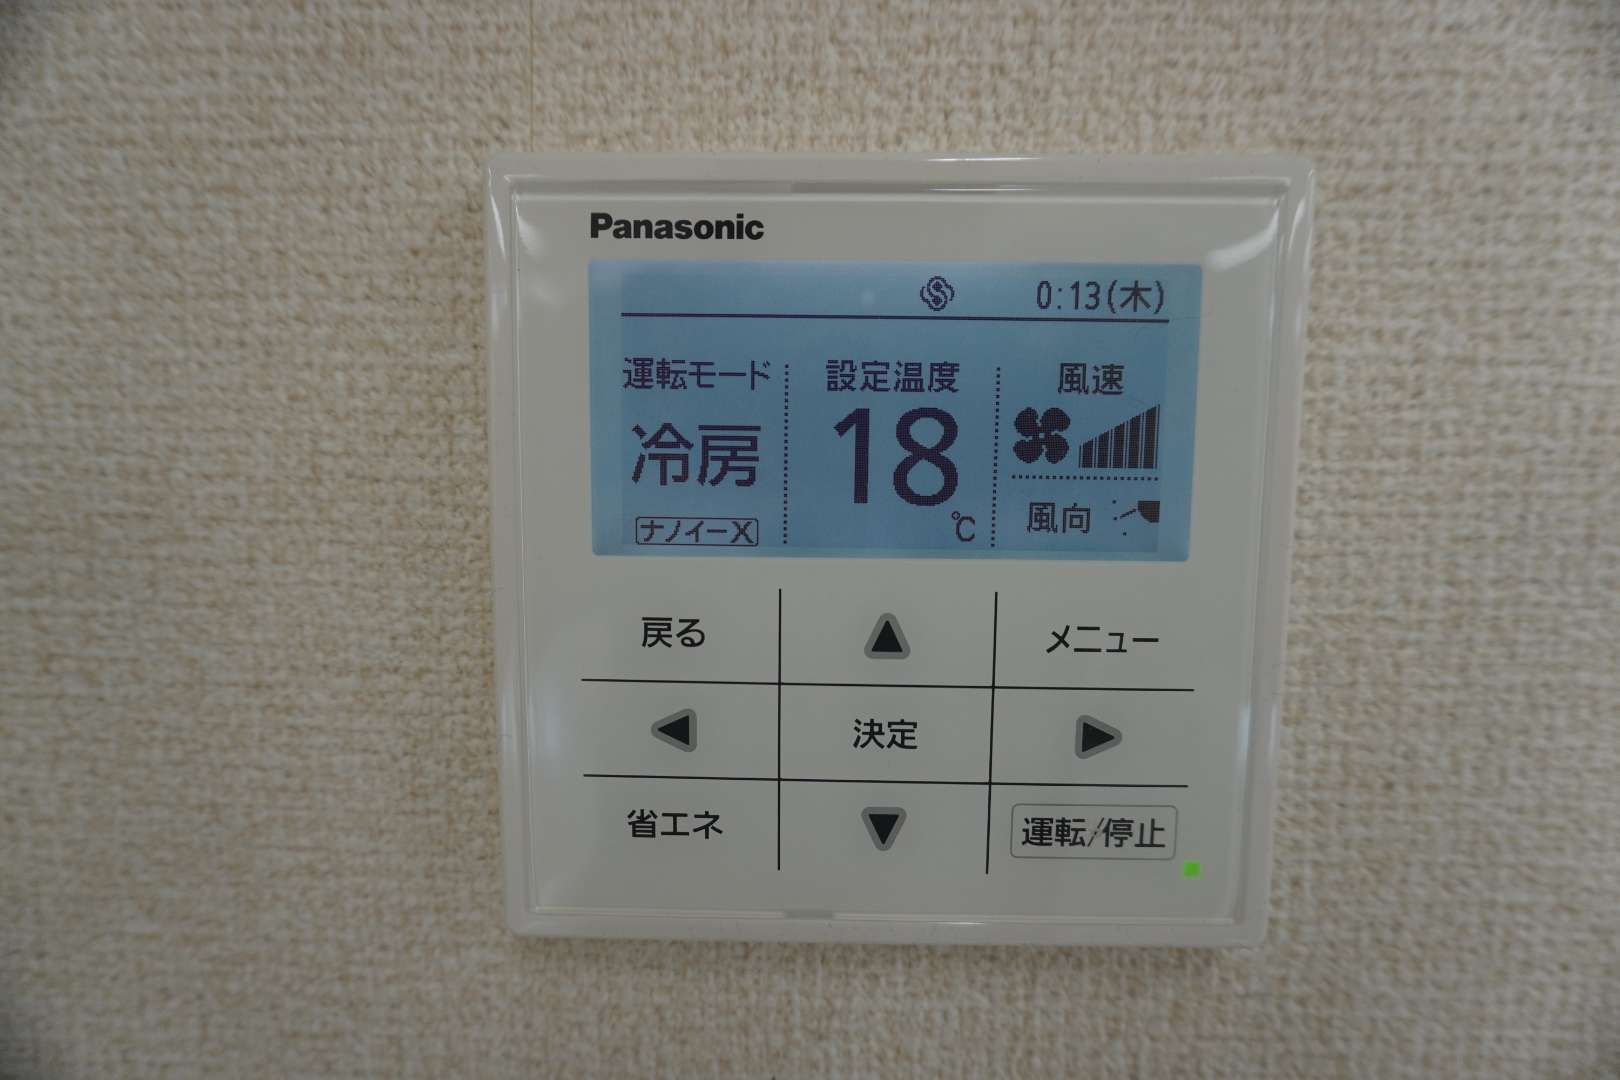 Panasonic
0:13(木)
運転モード 設定温度 風速
冷房 18℃
ナノイーX 風向
戻る メニュー
決定
省エネ 運転/停止